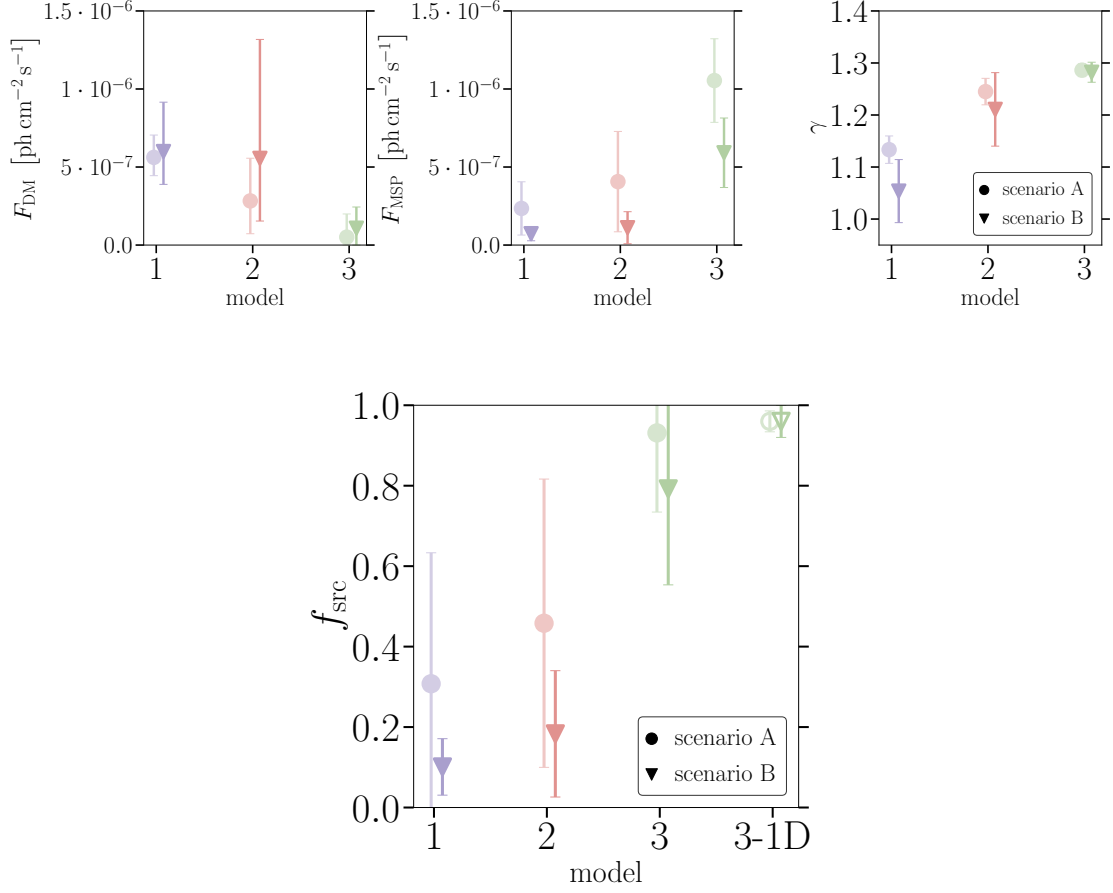 F_DM [ph cm⁻² s⁻¹]
1.5·10⁻⁶
1·10⁻⁶
5·10⁻⁷
0.0
1 2 3
model
F_MSP [ph cm⁻² s⁻¹]
1.5·10⁻⁶
1·10⁻⁶
5·10⁻⁷
0.0
1 2 3
model
γ
1.4
1.3
1.2
1.1
1.0
scenario A
scenario B
1 2 3
model
f_src
1.0
0.8
0.6
0.4
0.2
0.0
scenario A
scenario B
1 2 3 3-1D
model